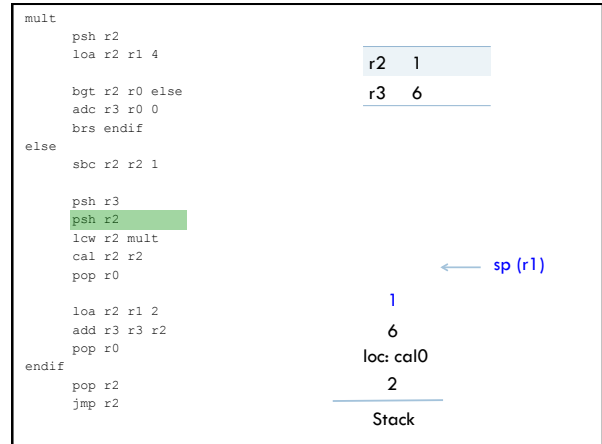 mult
psh r2
loa r2 r1 4
bgt r2 r0 else
adc r3 r0 0
brs endif
else
sbc r2 r2 1
psh r3
psh r2
lcw r2 mult
cal r2 r2
pop r0
loa r2 r1 2
add r3 r3 r2
pop r0
endif
pop r2
jmp r2
r2 1
r3 6
sp (r1)
1
6
loc: cal0
2
Stack